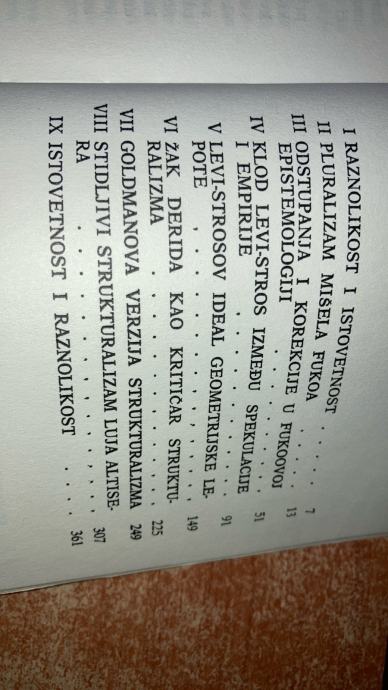 I RAZNOLIKOST I ISTOVETNOST . . . . . 7
II PLURALIZAM MIŠELA FUKOA . . . . . 13
III ODSTUPANJA I KOREKCIJE U FUKOOVOJ
EPISTEMOLOGIJI . . . . . . . . . 51
IV KLOD LEVI-STROS IZMEĐU SPEKULACIJE
I EMPIRIJE . . . . . . . . . . 91
V LEVI-STROSOV IDEAL GEOMETRIJSKE LE-
POTE . . . . . . . . . . . . 149
VI ŽAK DERIDA KAO KRITIČAR STRUKTU-
RALIZMA . . . . . . . . . . . 225
VII GOLDMANOVA VERZIJA STRUKTURALIZMA 249
VIII STIDLJIVI STRUKTURALIZAM LUJA ALTISE-
RA . . . . . . . . . . . . . 307
IX ISTOVETNOST I RAZNOLIKOST . . . . 361